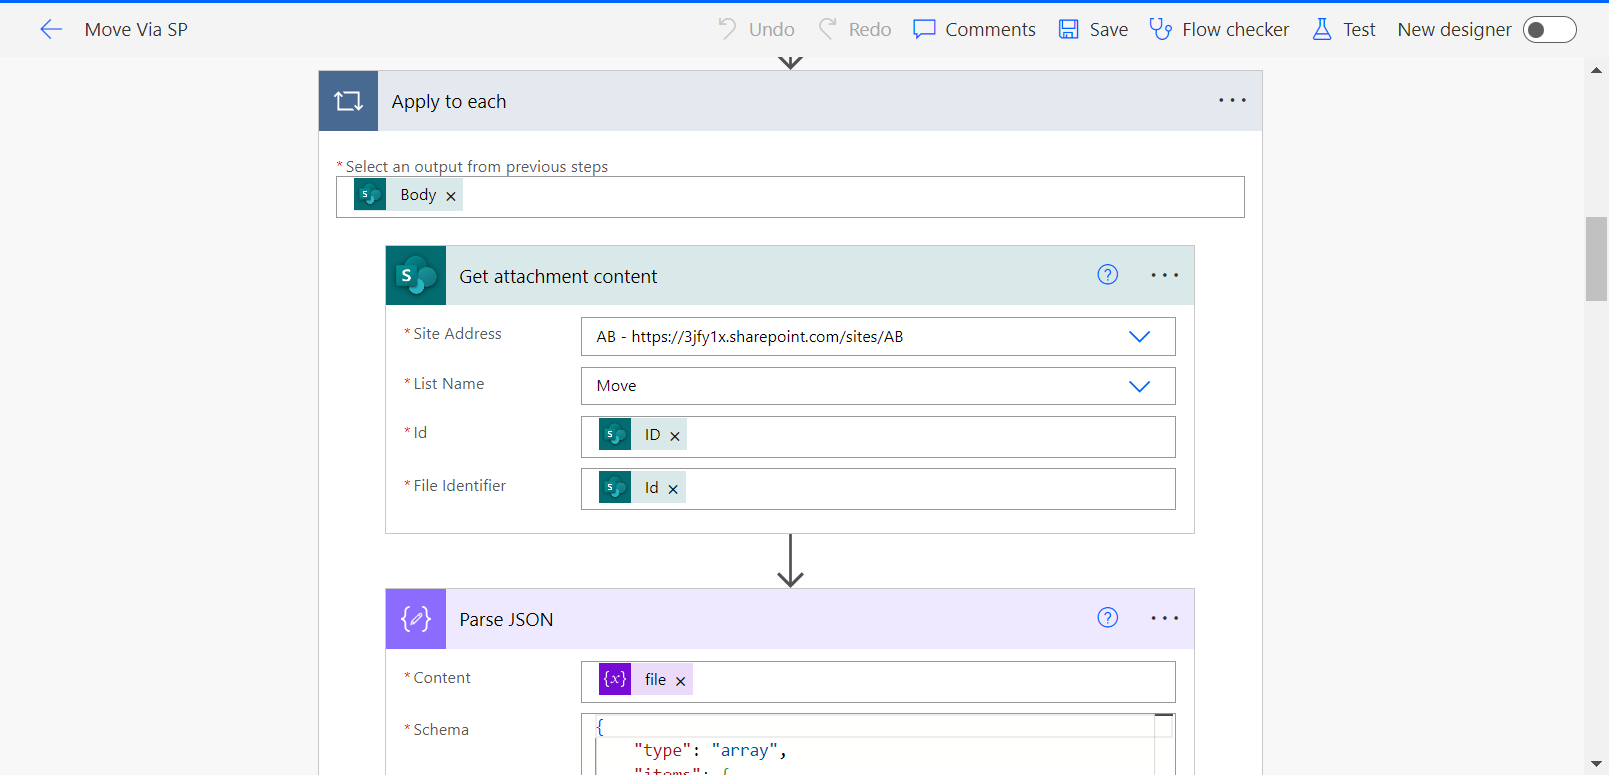 Move Via SP
Undo
Redo
Comments
Save
Flow checker
Test
New designer
Apply to each
* Select an output from previous steps
S
Body ×
S
Get attachment content
?
* Site Address
AB - https://3jfy1x.sharepoint.com/sites/AB
* List Name
Move
* Id
S
ID ×
* File Identifier
S
Id ×
Parse JSON
?
* Content
{x}
file ×
* Schema
{
"type": "array",
"items": {